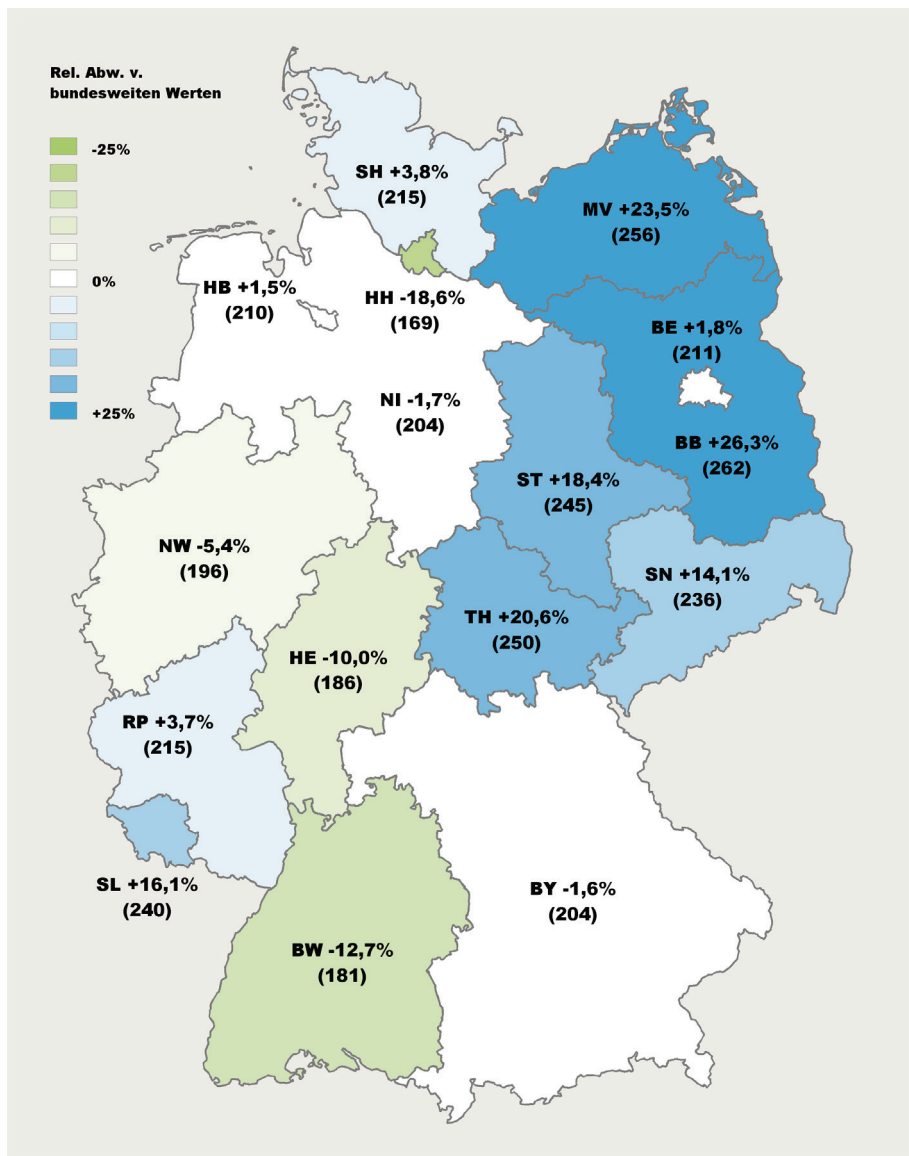 Rel. Abw. v.
bundesweiten Werten
-25%
0%
+25%
SH +3,8%
(215)
MV +23,5%
(256)
HB +1,5%
(210)
HH -18,6%
(169)
BE +1,8%
(211)
NI -1,7%
(204)
BB +26,3%
(262)
ST +18,4%
(245)
NW -5,4%
(196)
SN +14,1%
(236)
TH +20,6%
(250)
HE -10,0%
(186)
RP +3,7%
(215)
SL +16,1%
(240)
BY -1,6%
(204)
BW -12,7%
(181)